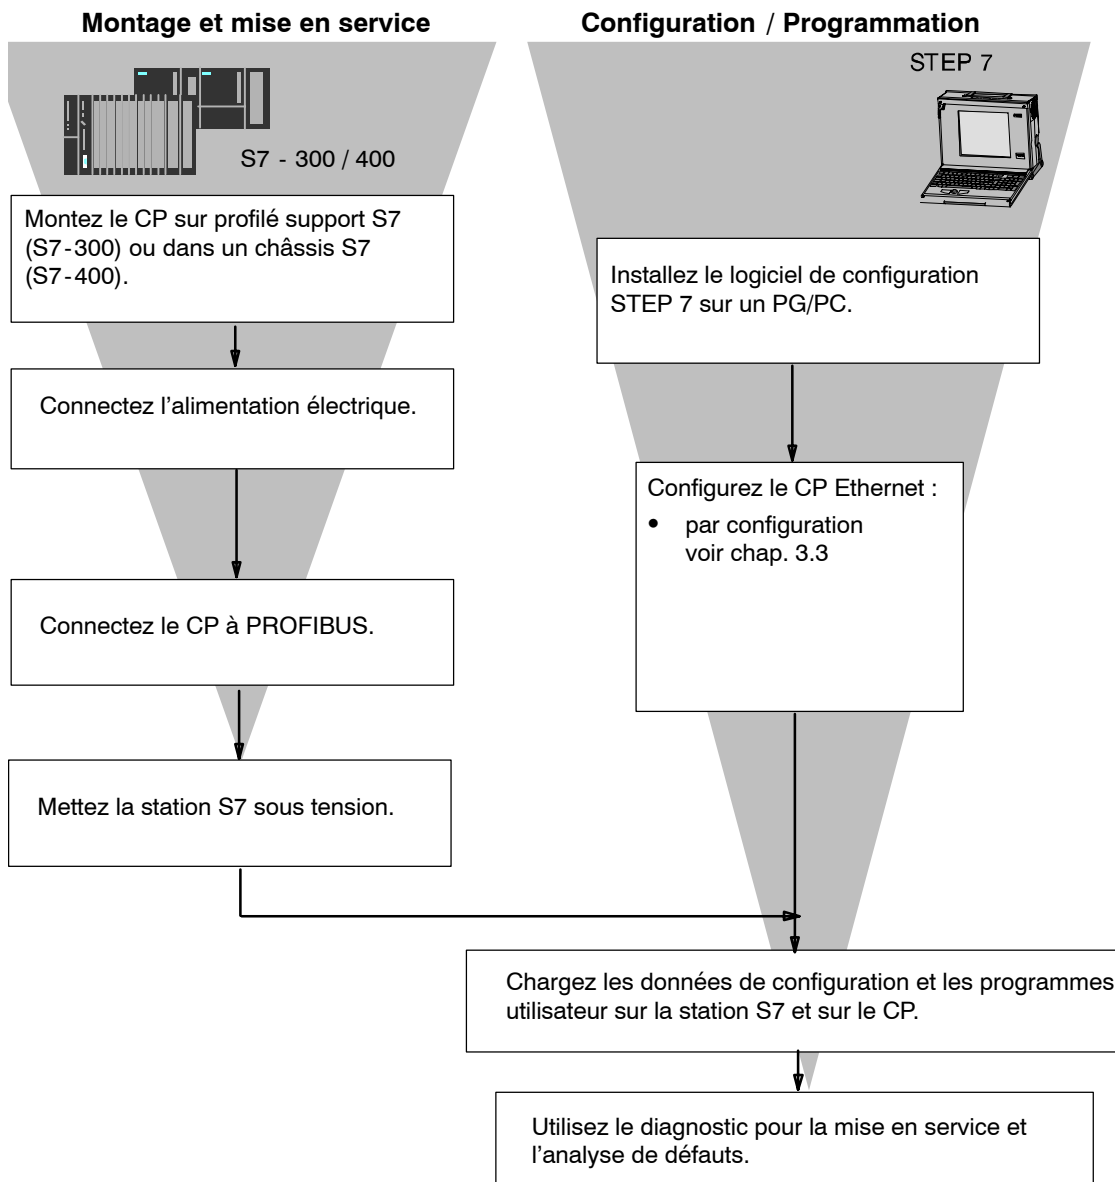 Montage et mise en service
S7 - 300 / 400
Montez le CP sur profilé support S7
(S7-300) ou dans un châssis S7
(S7-400).
Connectez l’alimentation électrique.
Connectez le CP à PROFIBUS.
Mettez la station S7 sous tension.
Configuration / Programmation
STEP 7
Installez le logiciel de configuration
STEP 7 sur un PG/PC.
Configurez le CP Ethernet :
• par configuration
voir chap. 3.3
Chargez les données de configuration et les programmes
utilisateur sur la station S7 et sur le CP.
Utilisez le diagnostic pour la mise en service et
l’analyse de défauts.